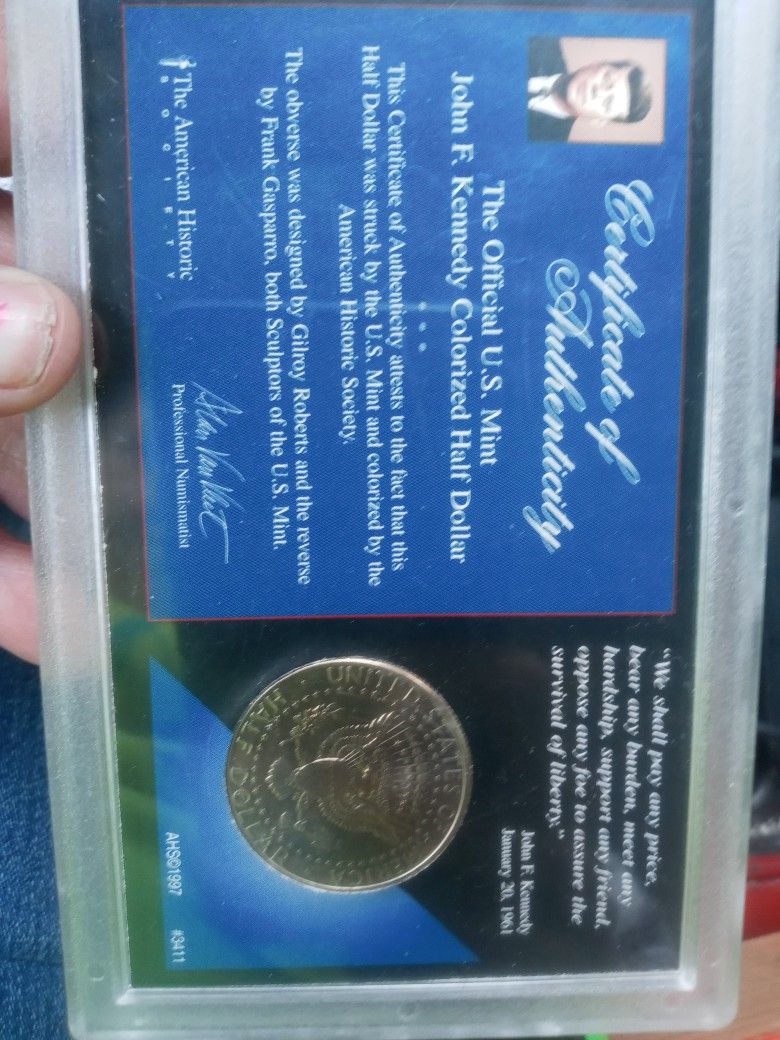 Certificate of
Authenticity
The Official U.S. Mint
John F. Kennedy Colorized Half Dollar
• • •
This Certificate of Authenticity attests to the fact that this
Half Dollar was struck by the U.S. Mint and colorized by the
American Historic Society.
The obverse was designed by Gilroy Roberts and the reverse
by Frank Gasparro, both Sculptors of the U.S. Mint.
The American Historic
SOCIETY
Professional Numismatist
"We shall pay any price,
bear any burden, meet any
hardship, support any friend,
oppose any foe to assure the
survival of liberty."
John F. Kennedy
January 20, 1961
UNITED STATES OF AMERICA
HALF DOLLAR
AHS©1997 #3411